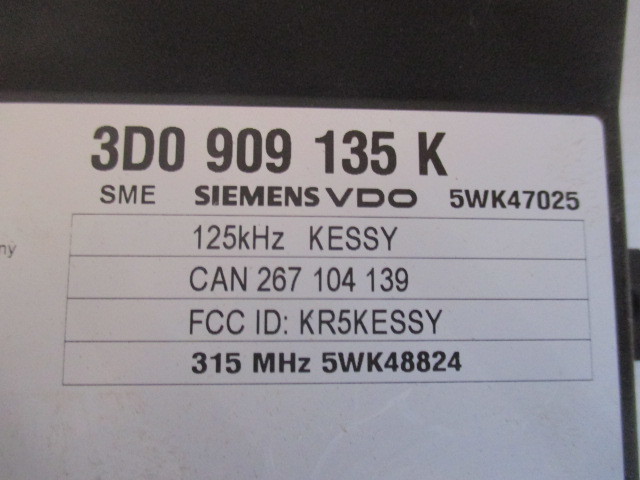 3D0 909 135 K
SME SIEMENS VDO 5WK47025
ny
125kHz KESSY
CAN 267 104 139
FCC ID: KR5KESSY
315 MHz 5WK48824